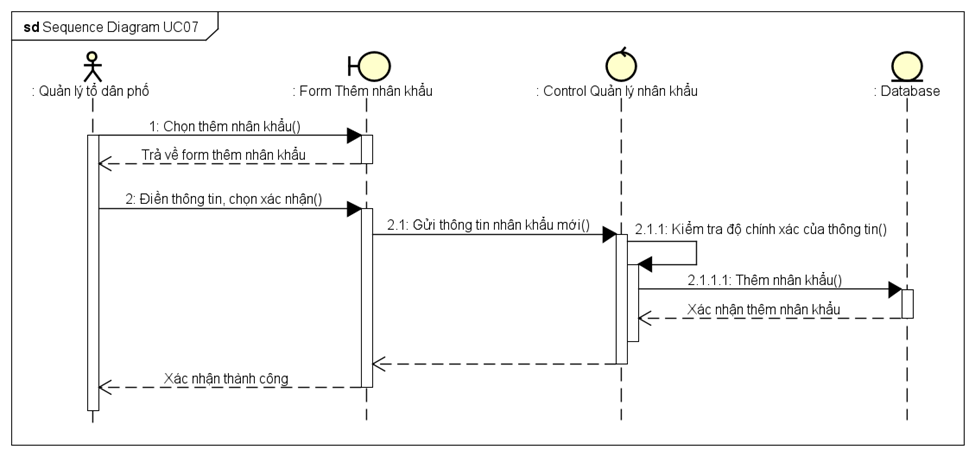 sd Sequence Diagram UC07
: Quản lý tổ dân phố
: Form Thêm nhân khẩu
: Control Quản lý nhân khẩu
: Database
1: Chọn thêm nhân khẩu()
Trả về form thêm nhân khẩu
2: Điền thông tin, chọn xác nhận()
2.1: Gửi thông tin nhân khẩu mới()
2.1.1: Kiểm tra độ chính xác của thông tin()
2.1.1.1: Thêm nhân khẩu()
Xác nhận thêm nhân khẩu
Xác nhận thành công